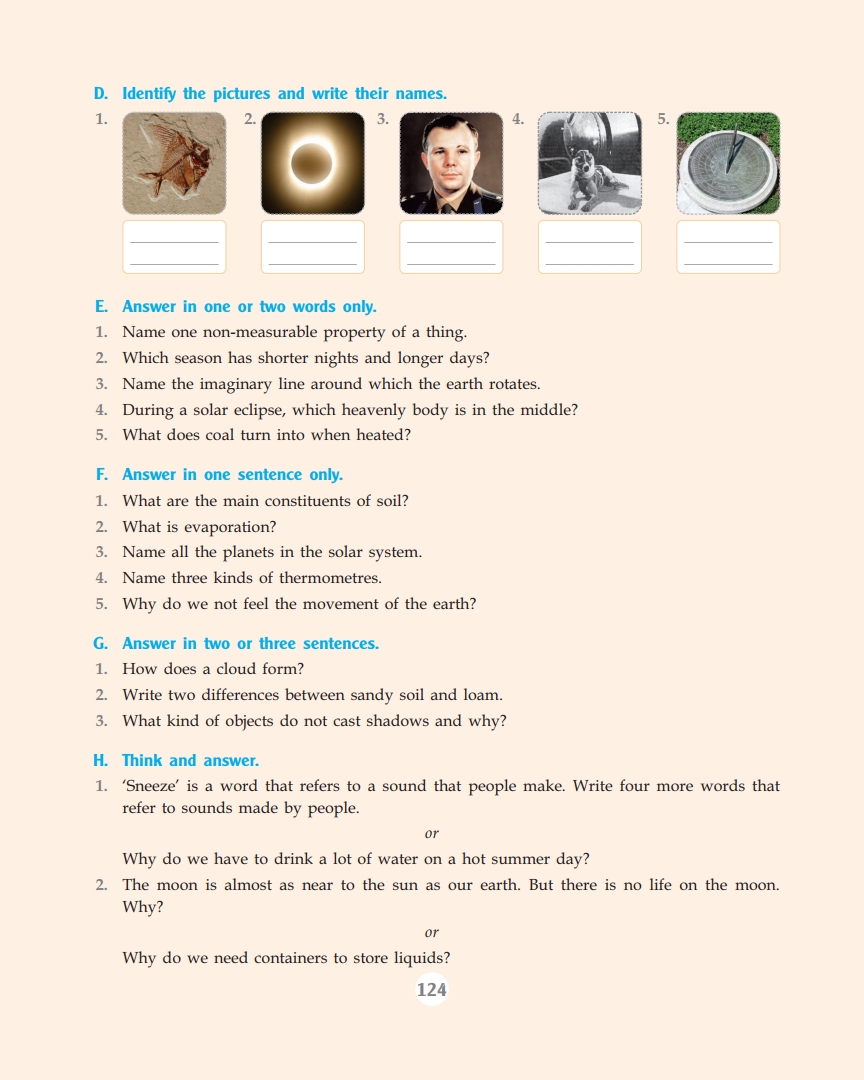 D. Identify the pictures and write their names.
1. 2. 3. 4. 5.
E. Answer in one or two words only.
1. Name one non-measurable property of a thing.
2. Which season has shorter nights and longer days?
3. Name the imaginary line around which the earth rotates.
4. During a solar eclipse, which heavenly body is in the middle?
5. What does coal turn into when heated?
F. Answer in one sentence only.
1. What are the main constituents of soil?
2. What is evaporation?
3. Name all the planets in the solar system.
4. Name three kinds of thermometres.
5. Why do we not feel the movement of the earth?
G. Answer in two or three sentences.
1. How does a cloud form?
2. Write two differences between sandy soil and loam.
3. What kind of objects do not cast shadows and why?
H. Think and answer.
1. ‘Sneeze’ is a word that refers to a sound that people make. Write four more words that
refer to sounds made by people.
or
Why do we have to drink a lot of water on a hot summer day?
2. The moon is almost as near to the sun as our earth. But there is no life on the moon.
Why?
or
Why do we need containers to store liquids?
124